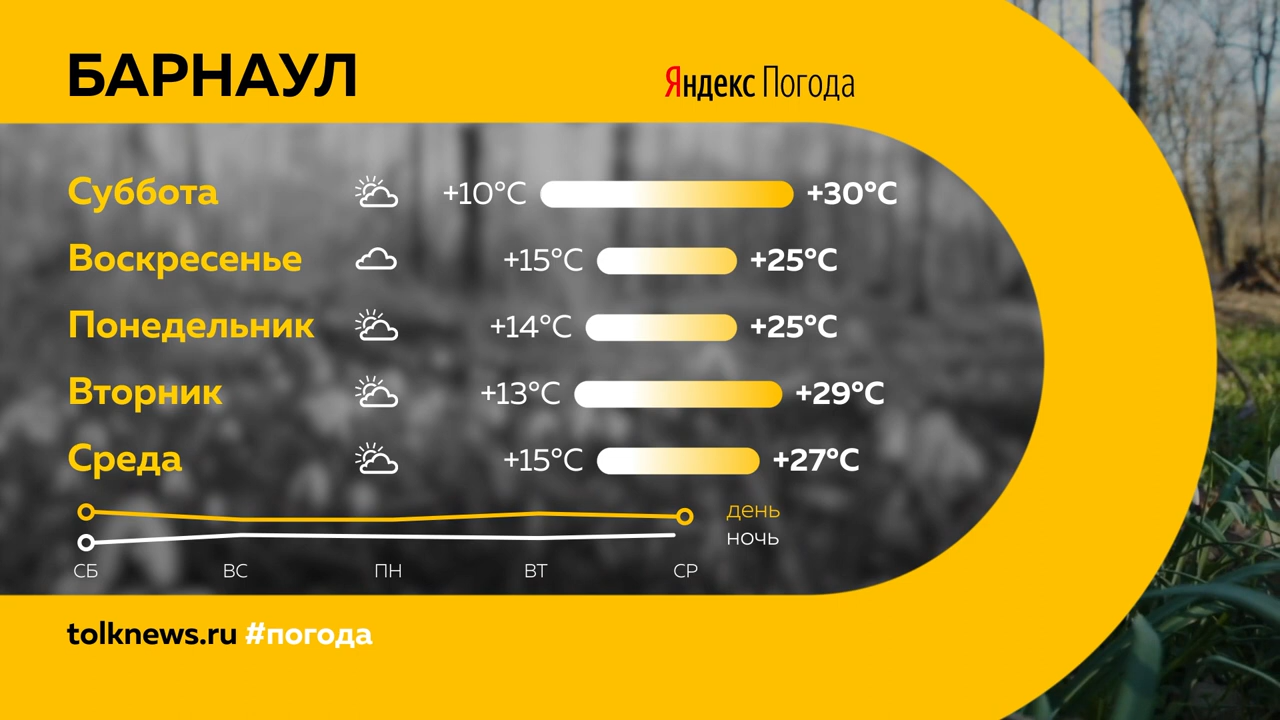 БАРНАУЛ
Яндекс Погода
Суббота +10°C +30°C
Воскресенье +15°C +25°C
Понедельник +14°C +25°C
Вторник +13°C +29°C
Среда +15°C +27°C
день
ночь
СБ ВС ПН ВТ СР
tolknews.ru #погода